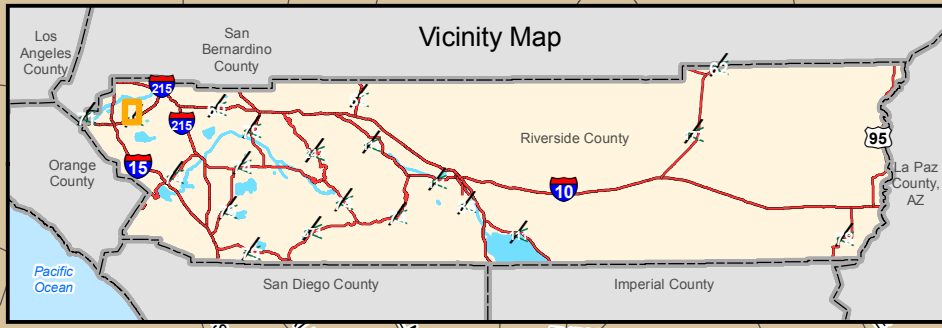 Vicinity Map
Los
Angeles
County
San
Bernardino
County
215
215
Riverside County
95
Orange
County
15
10
La Paz
County,
AZ
Pacific
Ocean
San Diego County
Imperial County